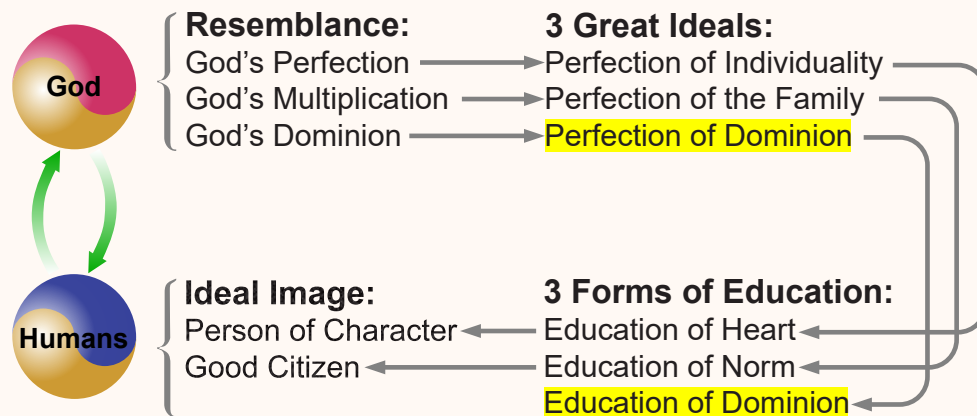 God
Resemblance:
God's Perfection
God's Multiplication
God's Dominion
3 Great Ideals:
Perfection of Individuality
Perfection of the Family
Perfection of Dominion
Humans
Ideal Image:
Person of Character
Good Citizen
3 Forms of Education:
Education of Heart
Education of Norm
Education of Dominion